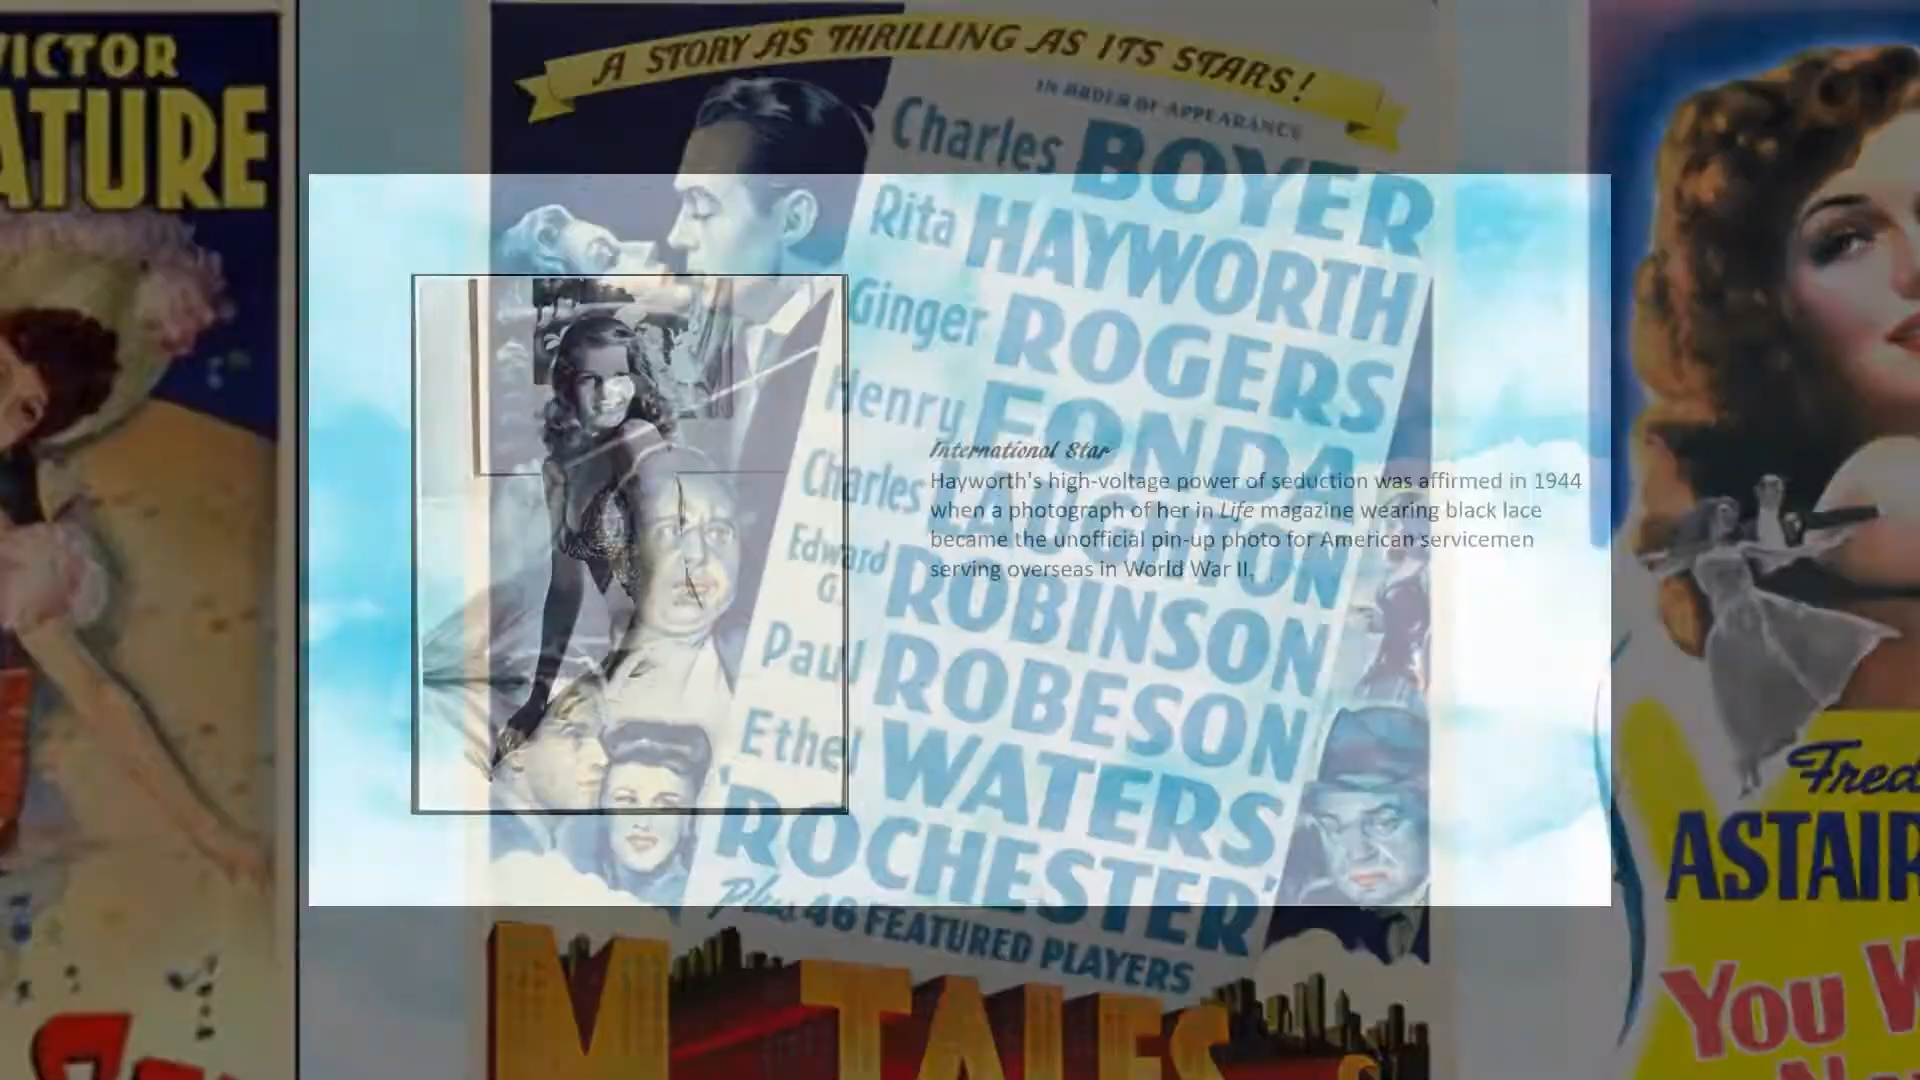 VICTOR
ATURE
A STORY AS THRILLING AS ITS STARS!
IN ORDER OF APPEARANCE
Charles BOYER
Rita HAYWORTH
Ginger ROGERS
Henry FONDA
Charles LAUGHTON
Edward G. ROBINSON
Paul ROBESON
Ethel WATERS
'ROCHESTER'
plus 46 FEATURED PLAYERS
TALES
International Star
Hayworth's high-voltage power of seduction was affirmed in 1944
when a photograph of her in Life magazine wearing black lace
became the unofficial pin-up photo for American servicemen
serving overseas in World War II.
Fred
ASTAIR
You W